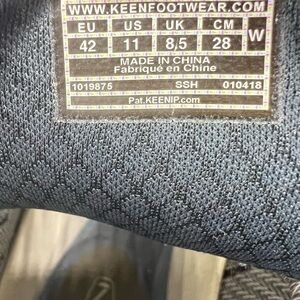 WWW.KEENFOOTWEAR.COM
EU US UK CM W
42 11 8,5 28
MADE IN CHINA
Fabriqué en Chine
1019875 SSH 010418
Pat.KEENIP.com